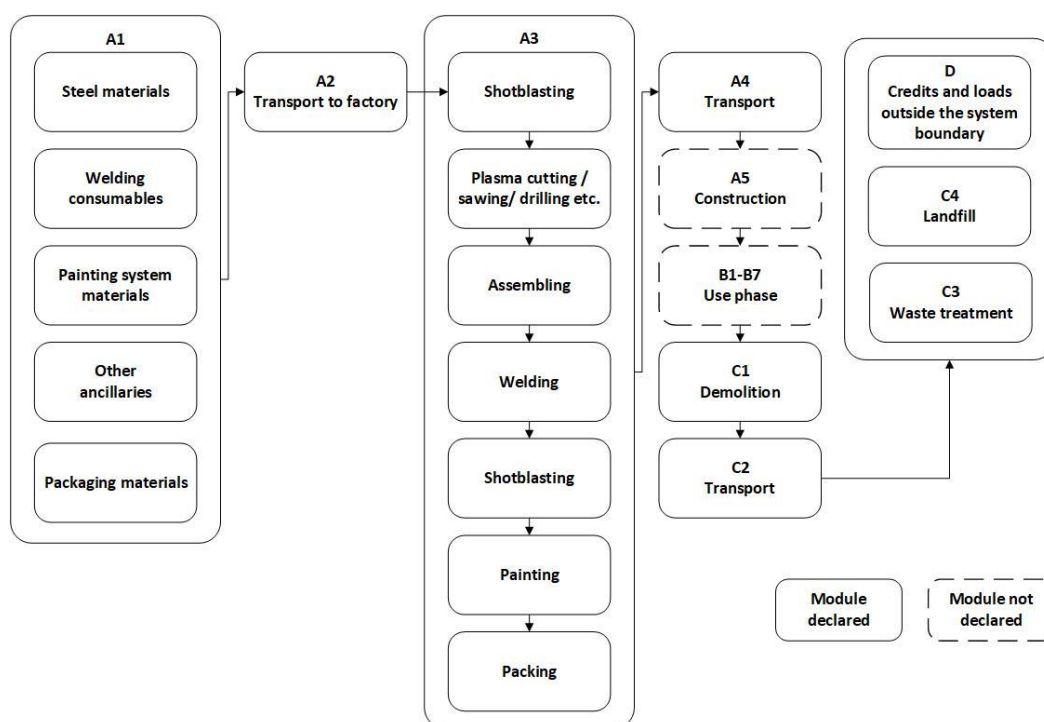 A1
Steel materials
Welding
consumables
Painting system
materials
Other
ancillaries
Packaging materials
A2
Transport to factory
A3
Shotblasting
Plasma cutting /
sawing/ drilling etc.
Assembling
Welding
Shotblasting
Painting
Packing
A4
Transport
A5
Construction
B1-B7
Use phase
C1
Demolition
C2
Transport
D
Credits and loads
outside the system
boundary
C4
Landfill
C3
Waste treatment
Module
declared
Module not
declared